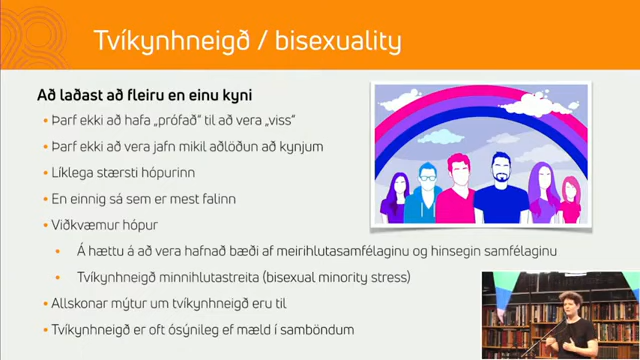 Tvíkynhneigð / bisexuality
Að laðast að fleiru en einu kyni
• Þarf ekki að hafa „prófað“ til að vera „viss“
• Þarf ekki að vera jafn mikil aðlöðun að kynjum
• Líklega stærsti hópurinn
• En einnig sá sem er mest falinn
• Viðkvæmur hópur
• Á hættu á að vera hafnað bæði af meirihlutasamfélaginu og hinsegin samfélaginu
• Tvíkynhneigð minnihlutastreita (bisexual minority stress)
• Allskonar mýtur um tvíkynhneigð eru til
• Tvíkynhneigð er oft ósýnileg ef mæld í samböndum